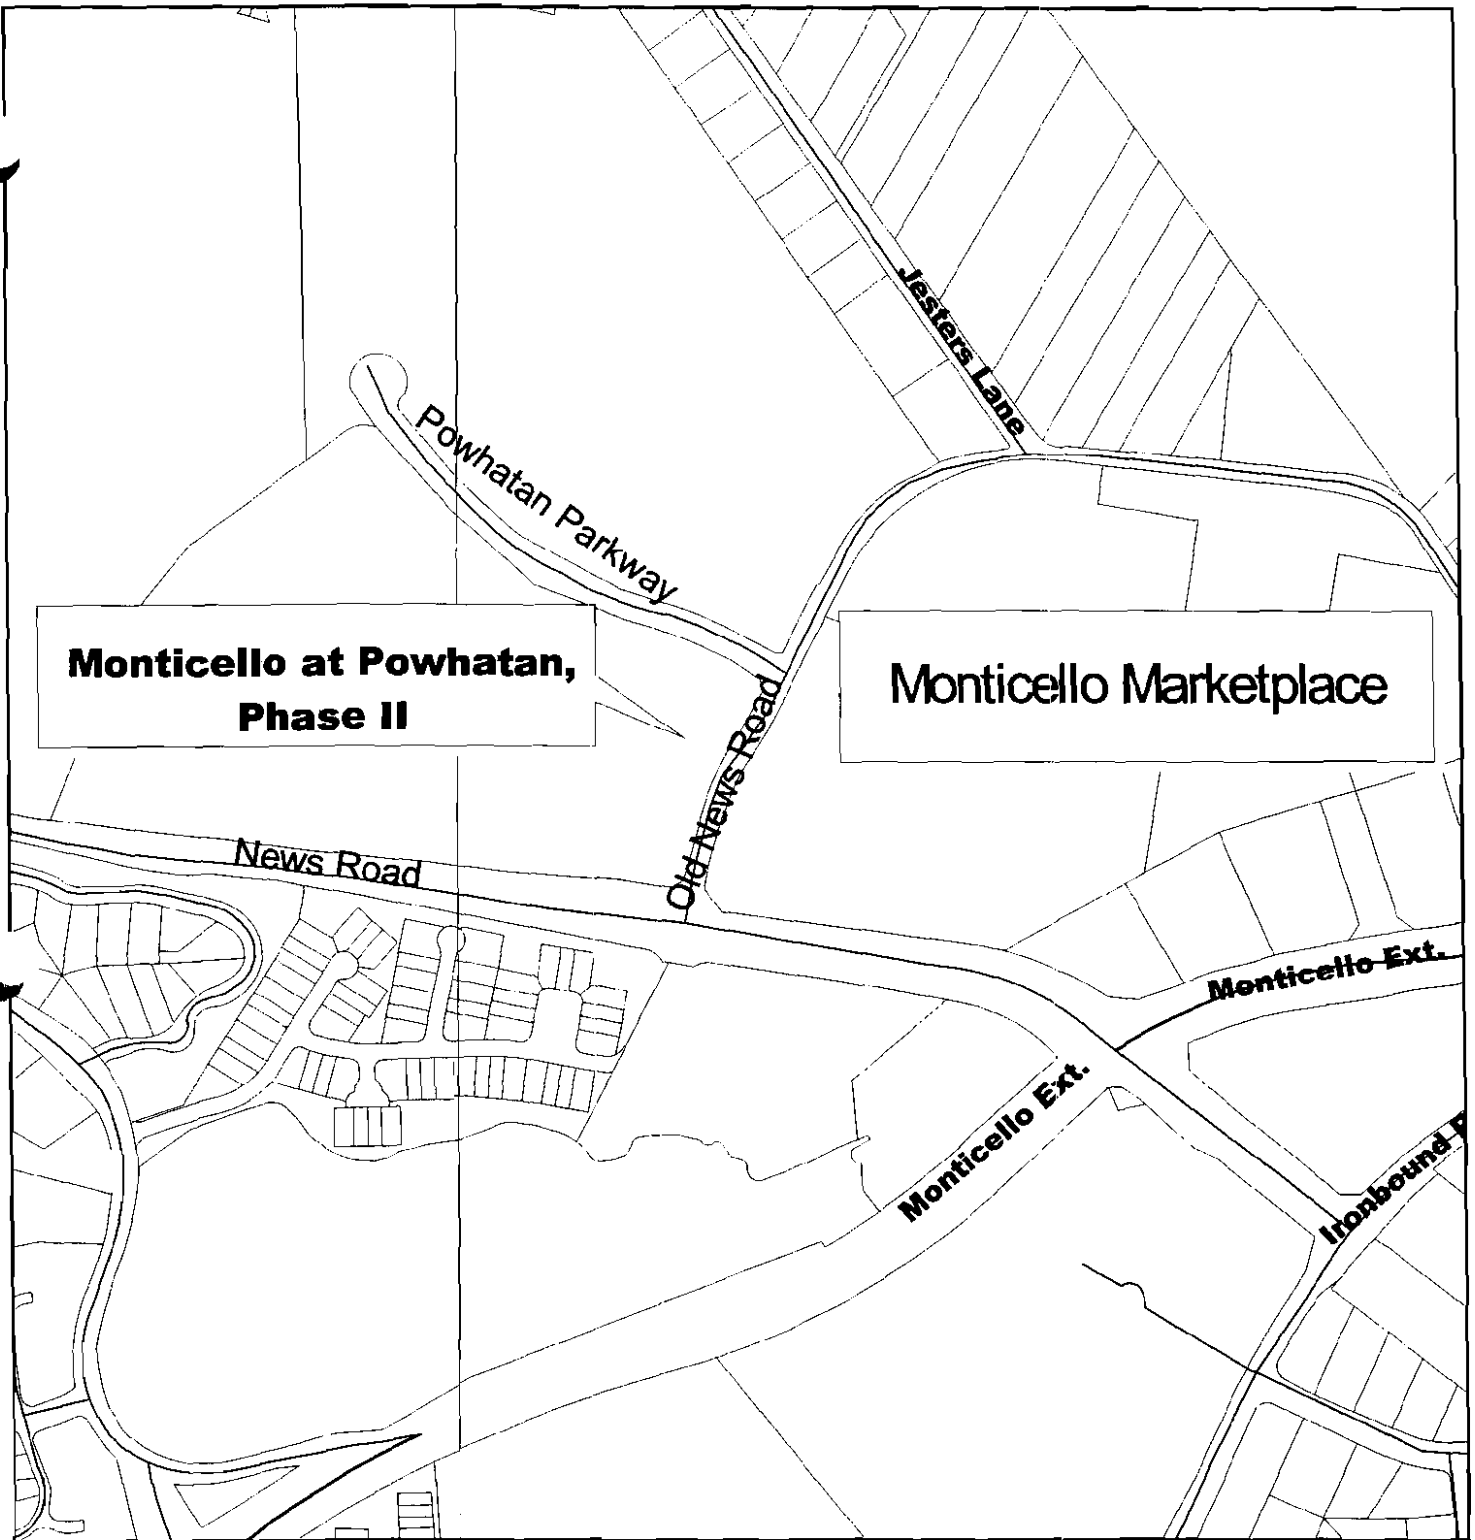 Jesters Lane
Powhatan Parkway
Monticello at Powhatan,
Phase II
Monticello Marketplace
Old News Road
News Road
Monticello Ext.
Monticello Ext.
Ironbound